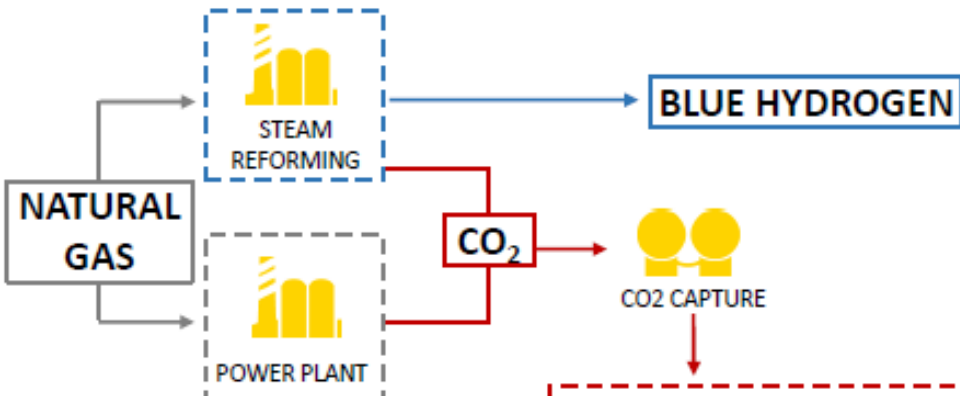 STEAM
REFORMING
BLUE HYDROGEN
NATURAL
GAS
CO₂
CO2 CAPTURE
POWER PLANT